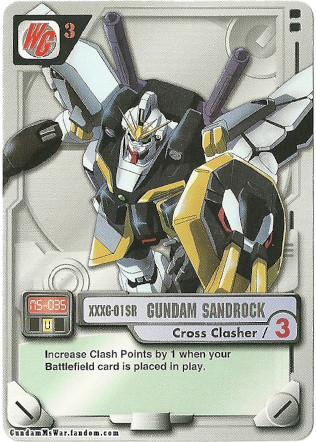 WG 3
MS-035
U
XXXG-01SR GUNDAM SANDROCK
Cross Clasher / 3
Increase Clash Points by 1 when your
Battlefield card is placed in play.
GundamMsWar.fandom.com